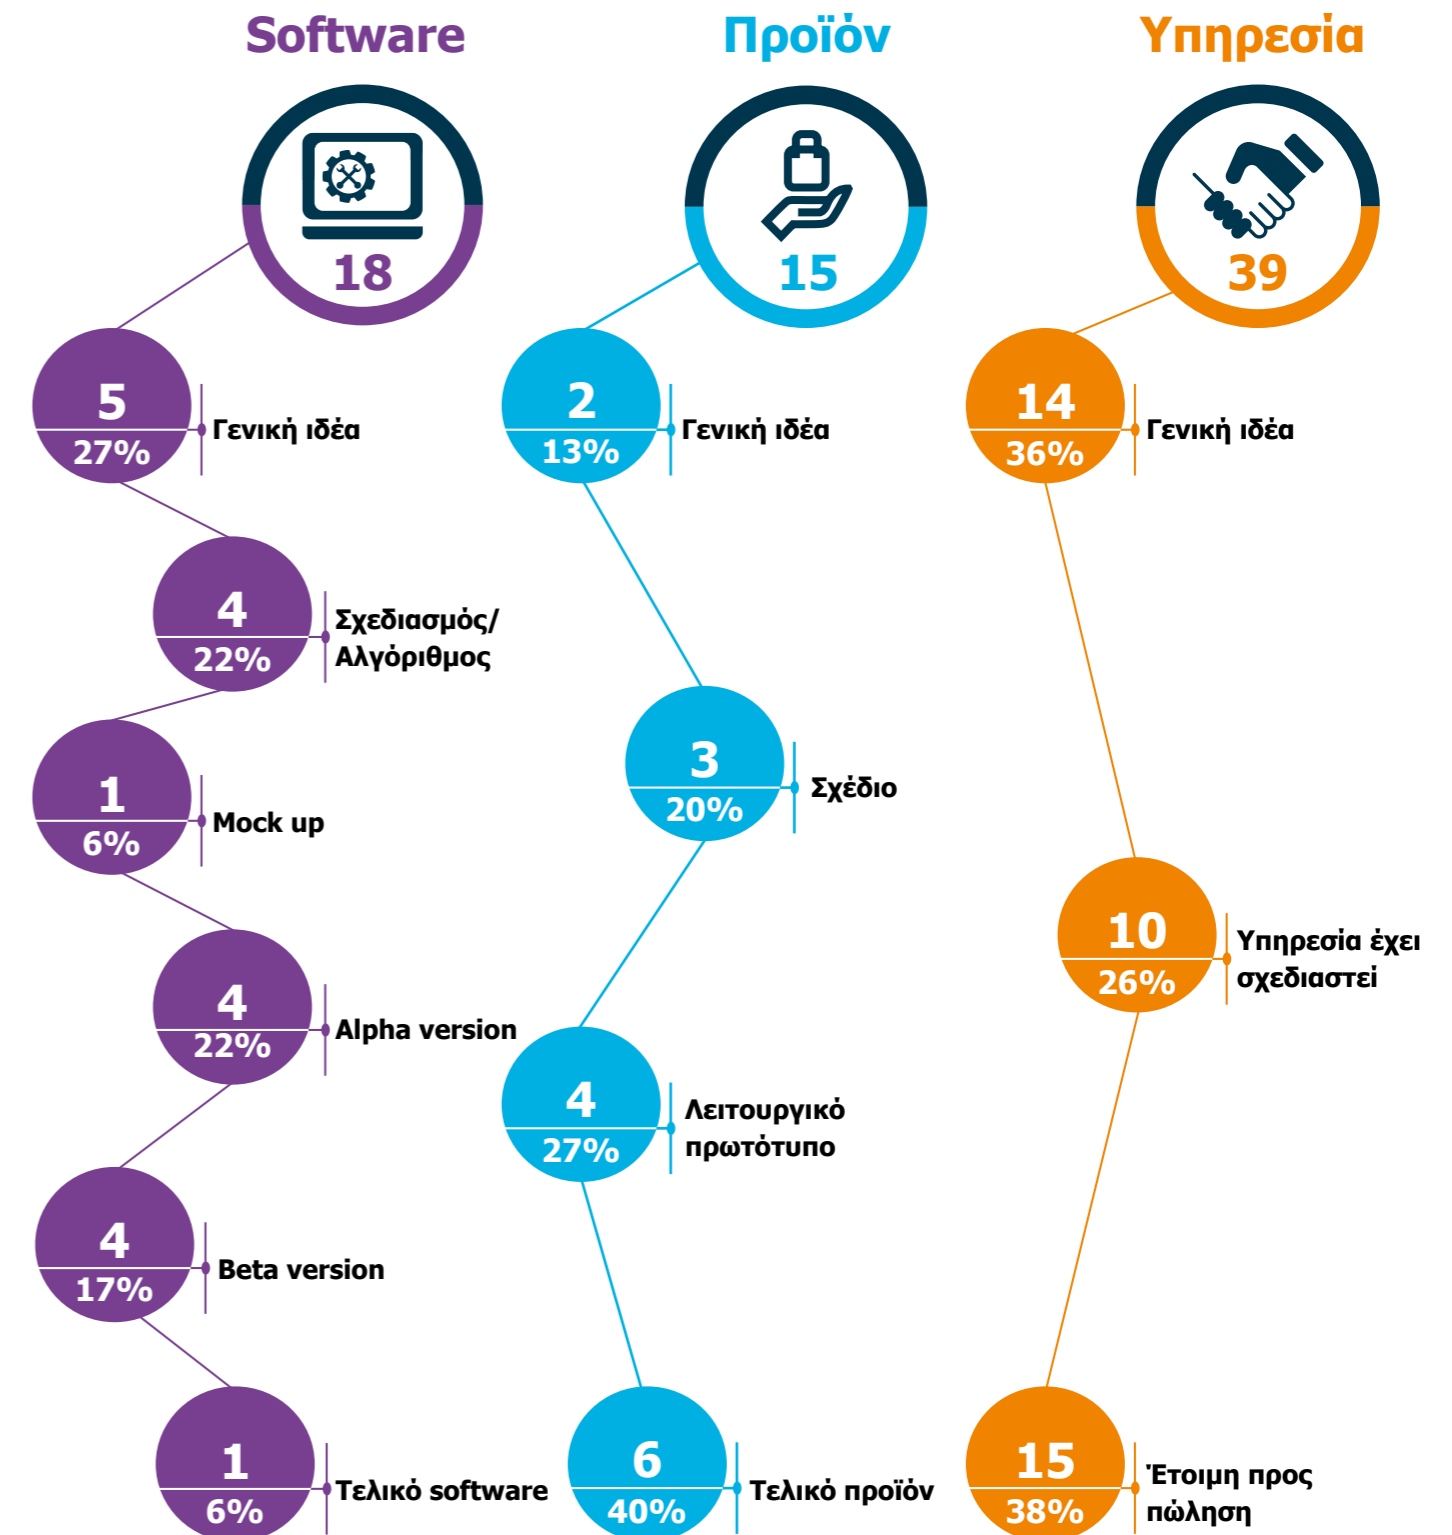 Software
18
5
27%
Γενική ιδέα
4
22%
Σχεδιασμός/
Αλγόριθμος
1
6%
Mock up
4
22%
Alpha version
4
17%
Beta version
1
6%
Τελικό software
Προϊόν
15
2
13%
Γενική ιδέα
3
20%
Σχέδιο
4
27%
Λειτουργικό
πρωτότυπο
6
40%
Τελικό προϊόν
Υπηρεσία
39
14
36%
Γενική ιδέα
10
26%
Υπηρεσία έχει
σχεδιαστεί
15
38%
Έτοιμη προς
πώληση